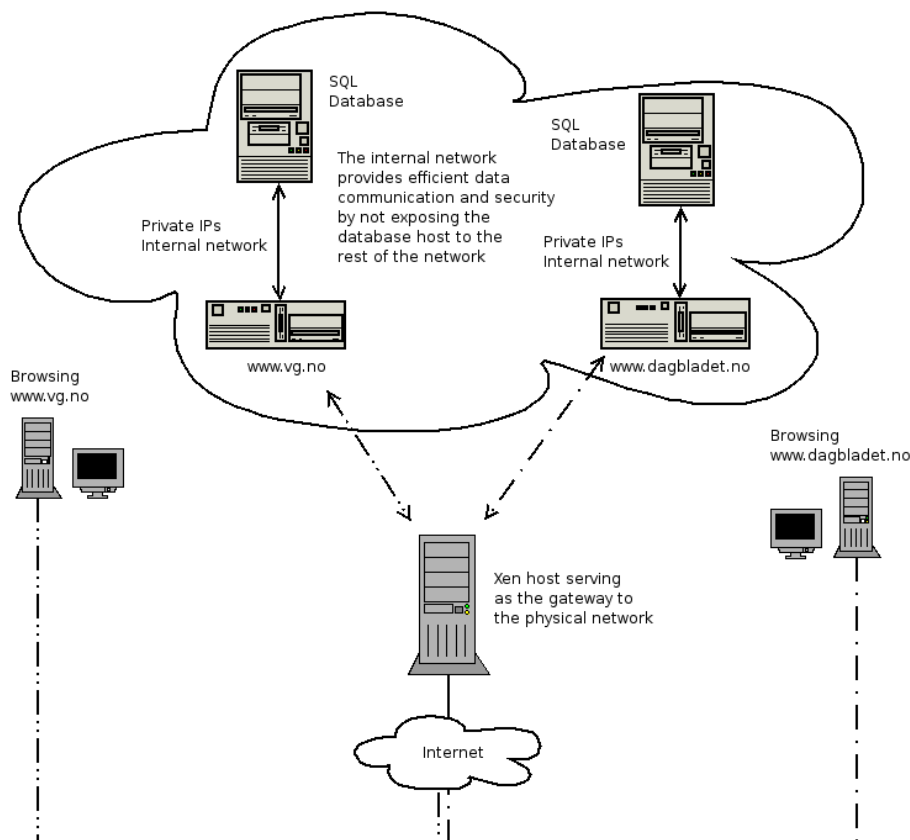 SQL
Database
SQL
Database
The internal network
provides efficient data
communication and security
by not exposing the
database host to the
rest of the network
Private IPs
Internal network
Private IPs
Internal network
www.vg.no
www.dagbladet.no
Browsing
www.vg.no
Browsing
www.dagbladet.no
Xen host serving
as the gateway to
the physical network
Internet